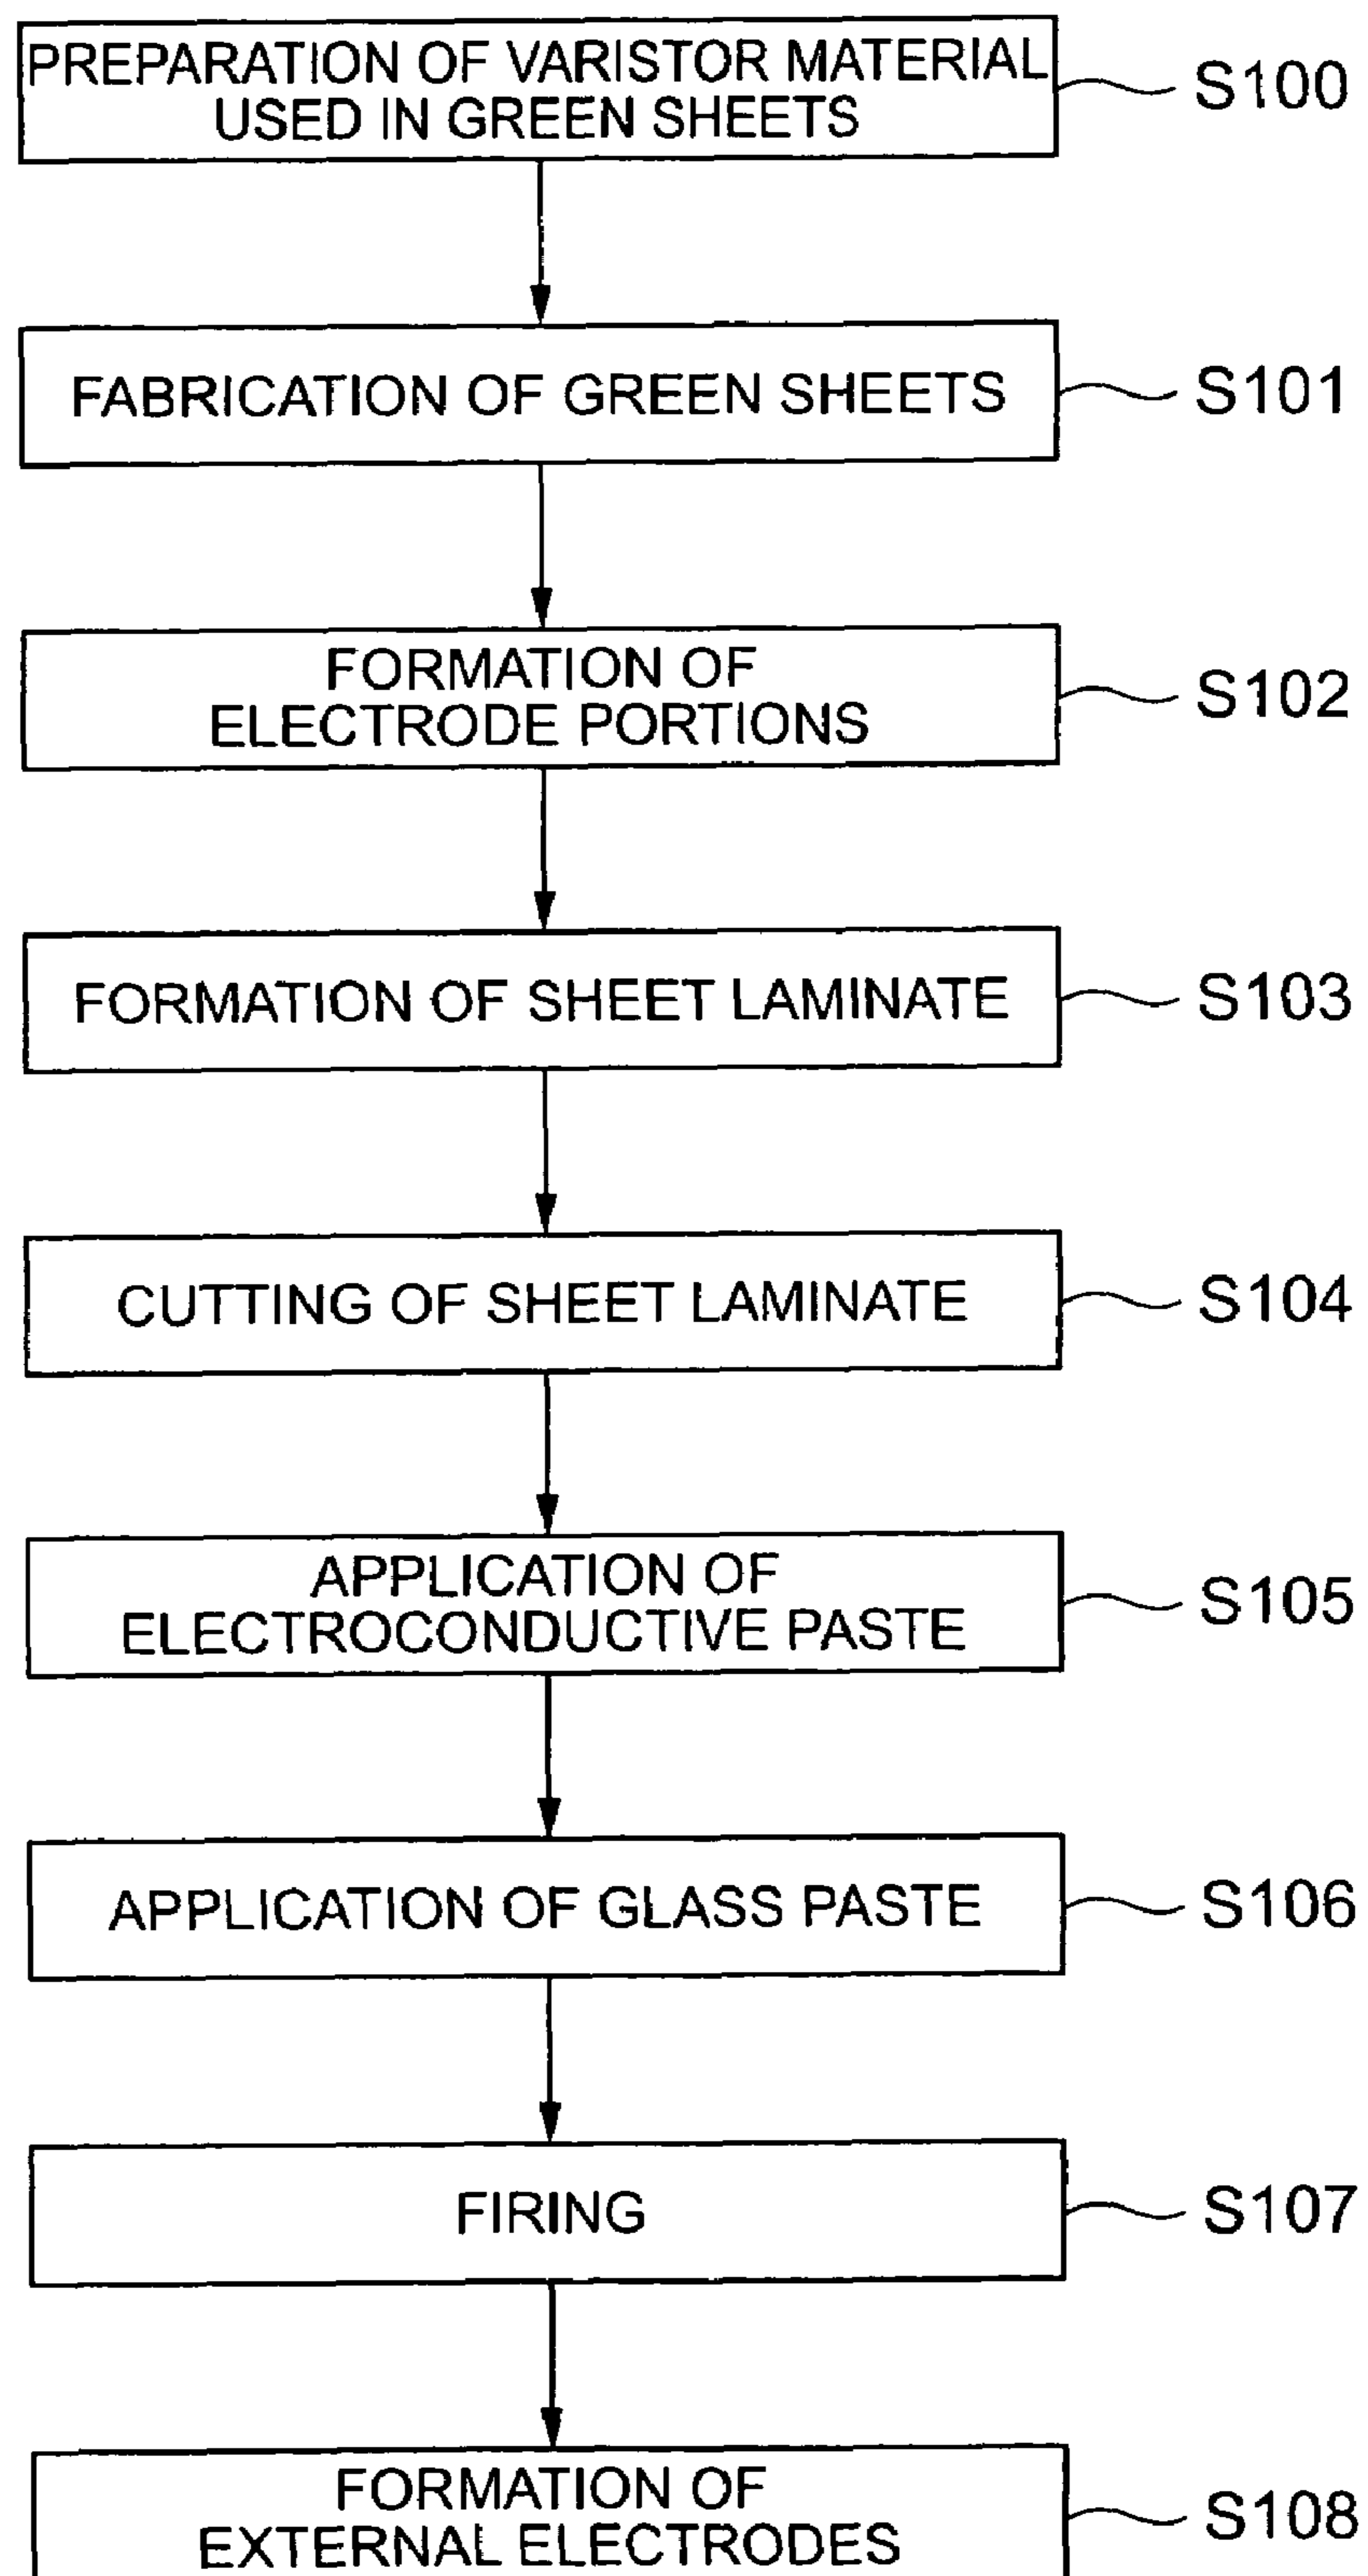 PREPARATION OF VARISTOR MATERIAL
USED IN GREEN SHEETS
S100
FABRICATION OF GREEN SHEETS
S101
FORMATION OF
ELECTRODE PORTIONS
S102
FORMATION OF SHEET LAMINATE
S103
CUTTING OF SHEET LAMINATE
S104
APPLICATION OF
ELECTROCONDUCTIVE PASTE
S105
APPLICATION OF GLASS PASTE
S106
FIRING
S107
FORMATION OF
EXTERNAL ELECTRODES
S108